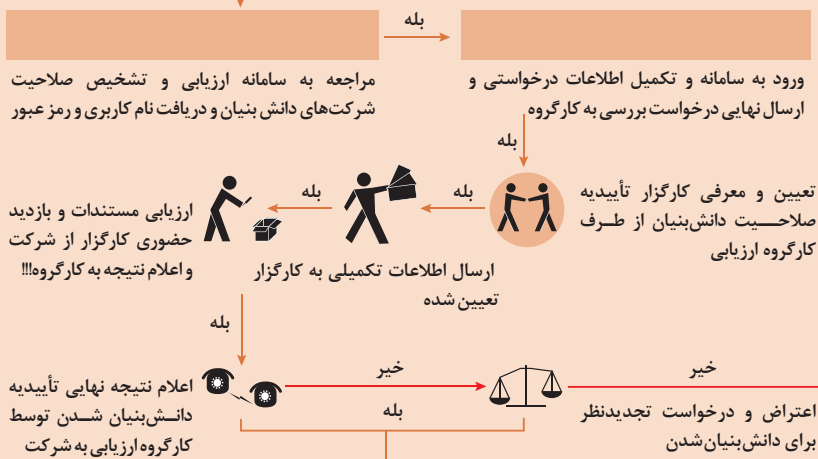 بله
مراجعه به سامانه ارزیابی و تشخیص صلاحیت
شرکت‌های دانش بنیان و دریافت نام کاربری و رمز عبور
ورود به سامانه و تکمیل اطلاعات درخواستی و
ارسال نهایی درخواست بررسی به کارگروه
بله
تعیین و معرفی کارگزار تأییدیه
صلاحـــیت دانش‌بنیان از طــرف
کارگروه ارزیابی
بله
ارسال اطلاعات تکمیلی به کارگزار
تعیین شده
بله
ارزیابی مستندات و بازدید
حضوری کارگزار از شرکت
و اعلام نتیجه به کارگروه!!!
بله
اعلام نتیجه نهایی تأییدیه
دانــش‌بنیان شــدن توسط
کارگروه ارزیابی به شرکت
خیر
بله
خیر
اعتراض و درخواست تجدیدنظر
برای دانش‌بنیان‌شدن